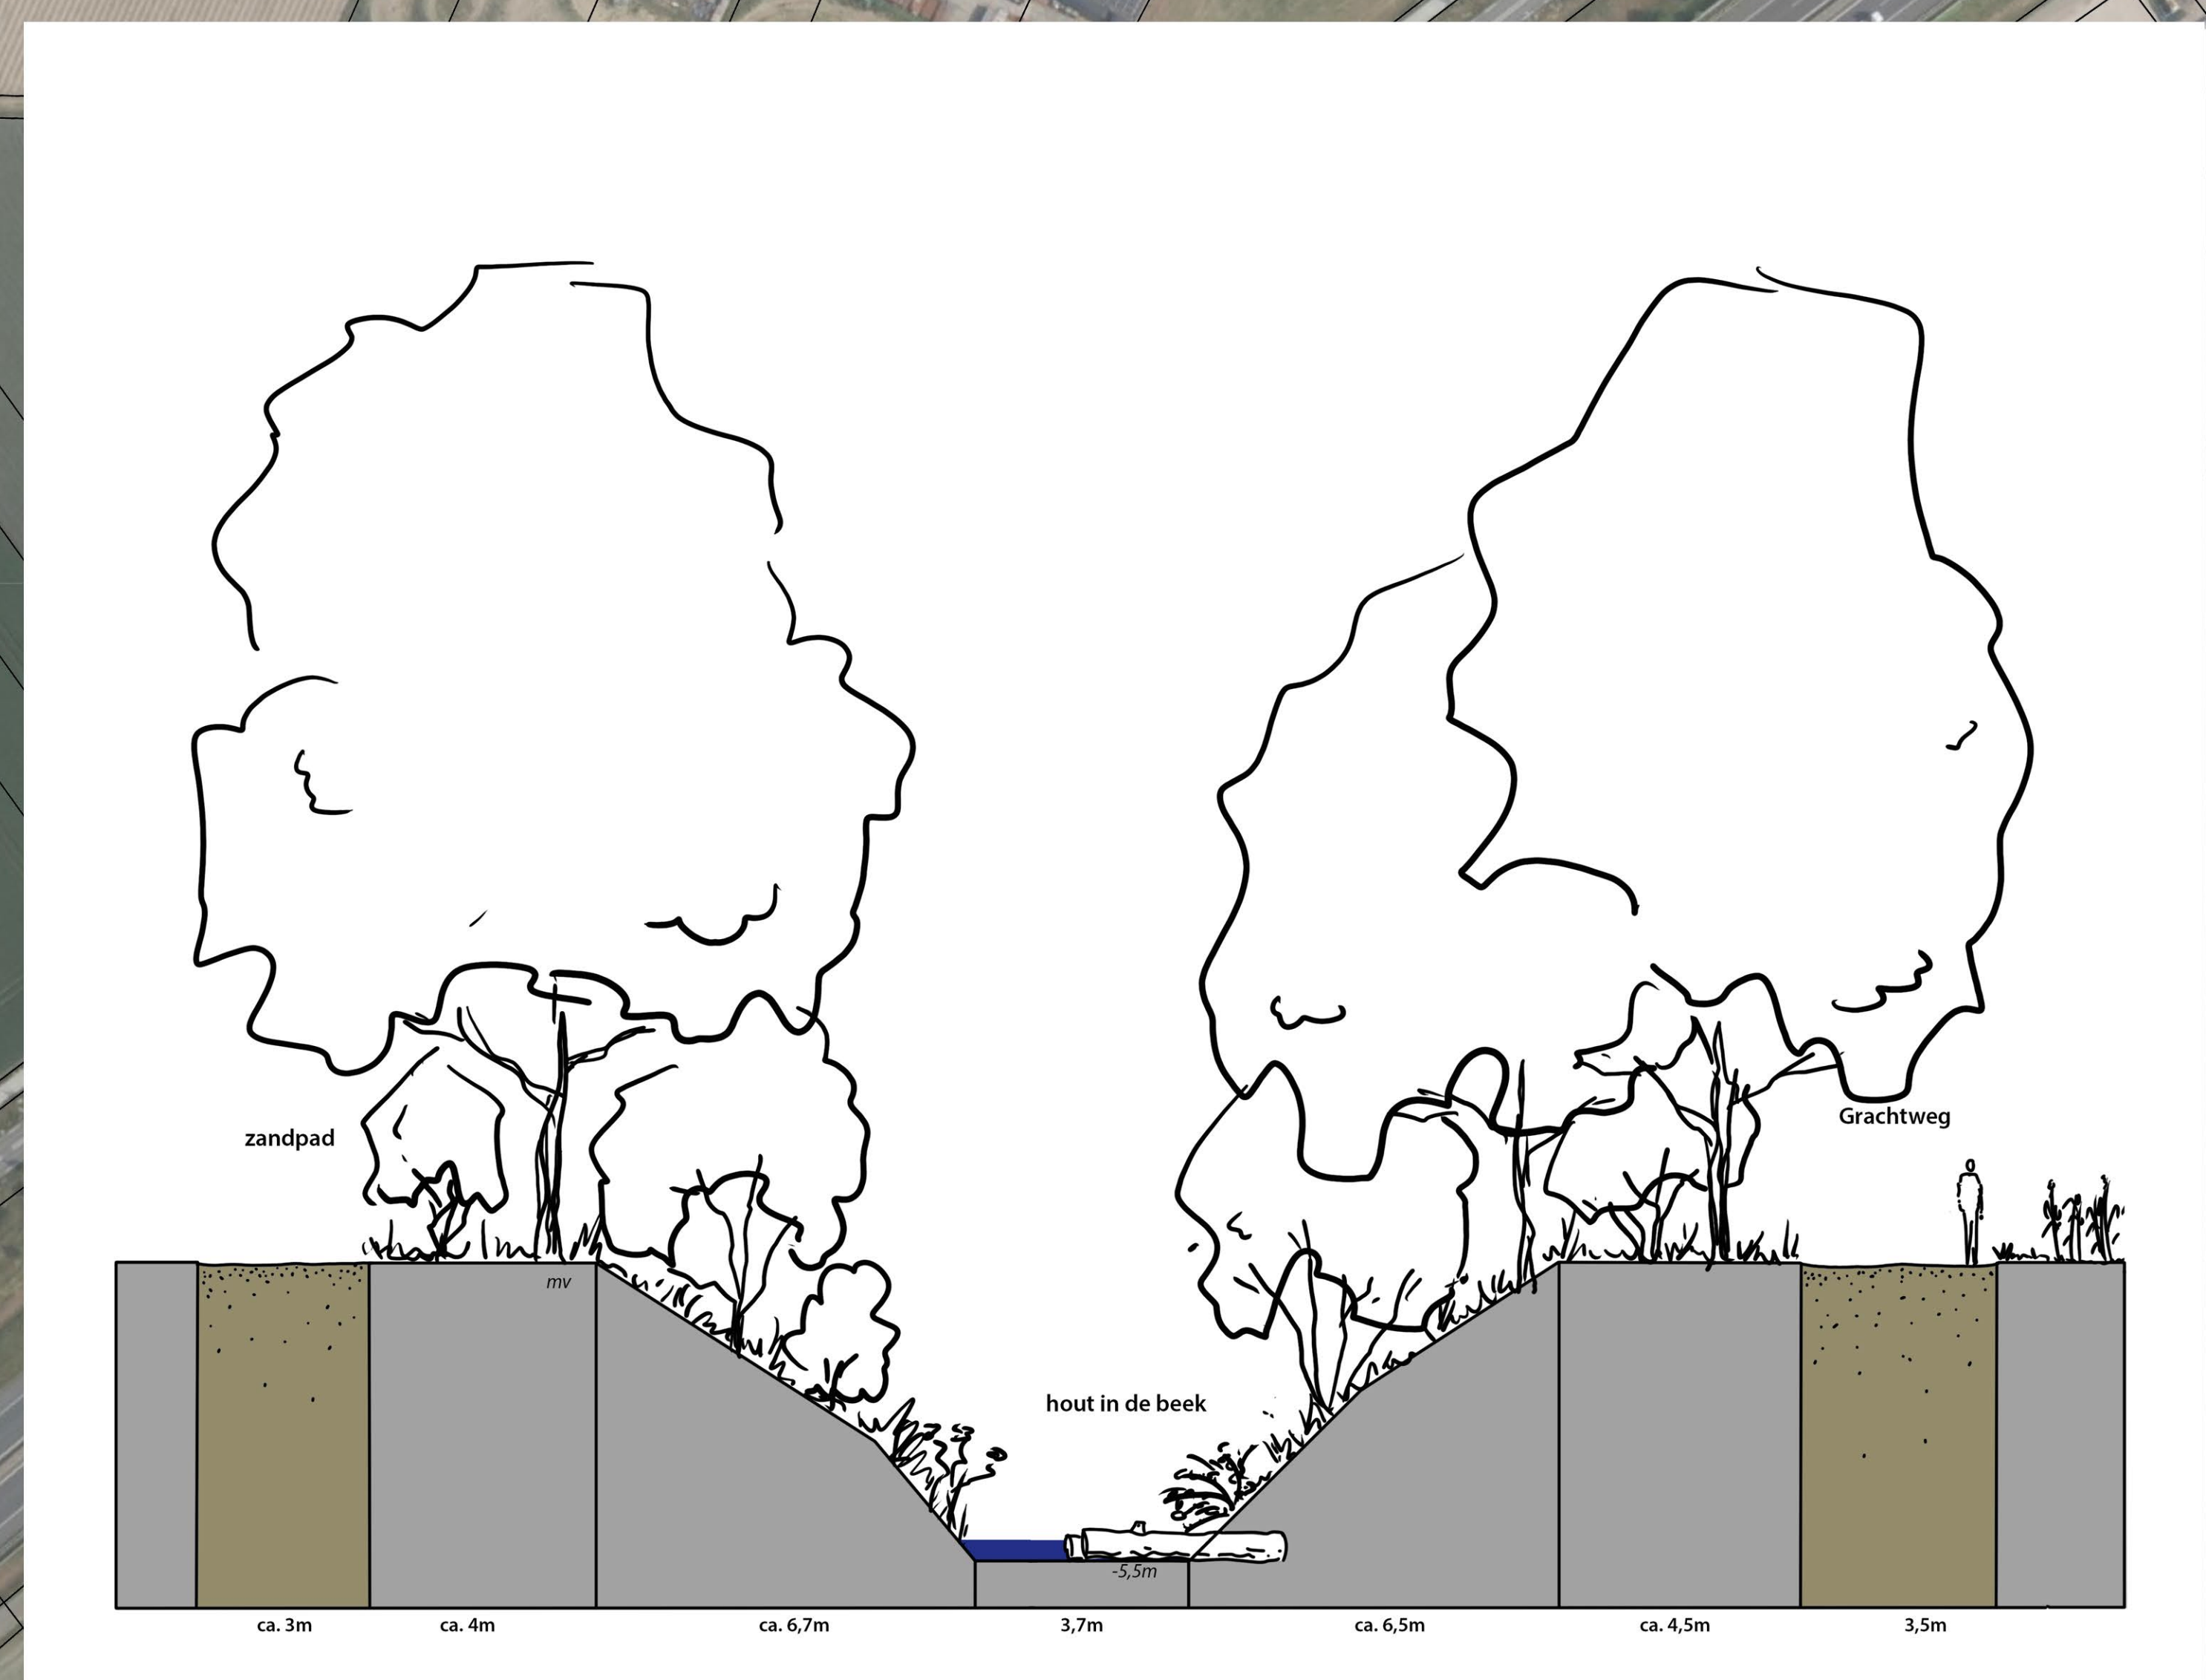 Grachtweg
zandpad
mv
hout in de beek
-5,5m
ca. 3m
ca. 4m
ca. 6,7m
3,7m
ca. 6,5m
ca. 4,5m
3,5m